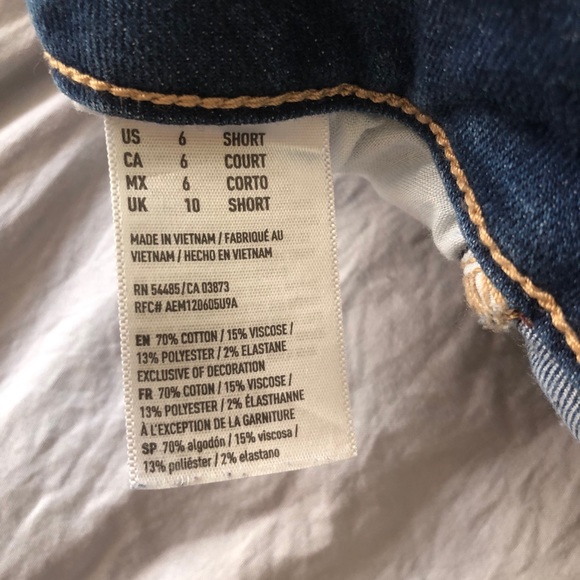 US 6 SHORT
CA 6 COURT
MX 6 CORTO
UK 10 SHORT
MADE IN VIETNAM / FABRIQUÉ AU
VIETNAM / HECHO EN VIETNAM
RN 54485/CA 03873
RFC# AEM120605U9A
EN 70% COTTON / 15% VISCOSE /
13% POLYESTER / 2% ELASTANE
EXCLUSIVE OF DECORATION
FR 70% COTON / 15% VISCOSE /
13% POLYESTER / 2% ÉLASTHANNE
À L'EXCEPTION DE LA GARNITURE
SP 70% algodón / 15% viscosa /
13% poliéster / 2% elastano